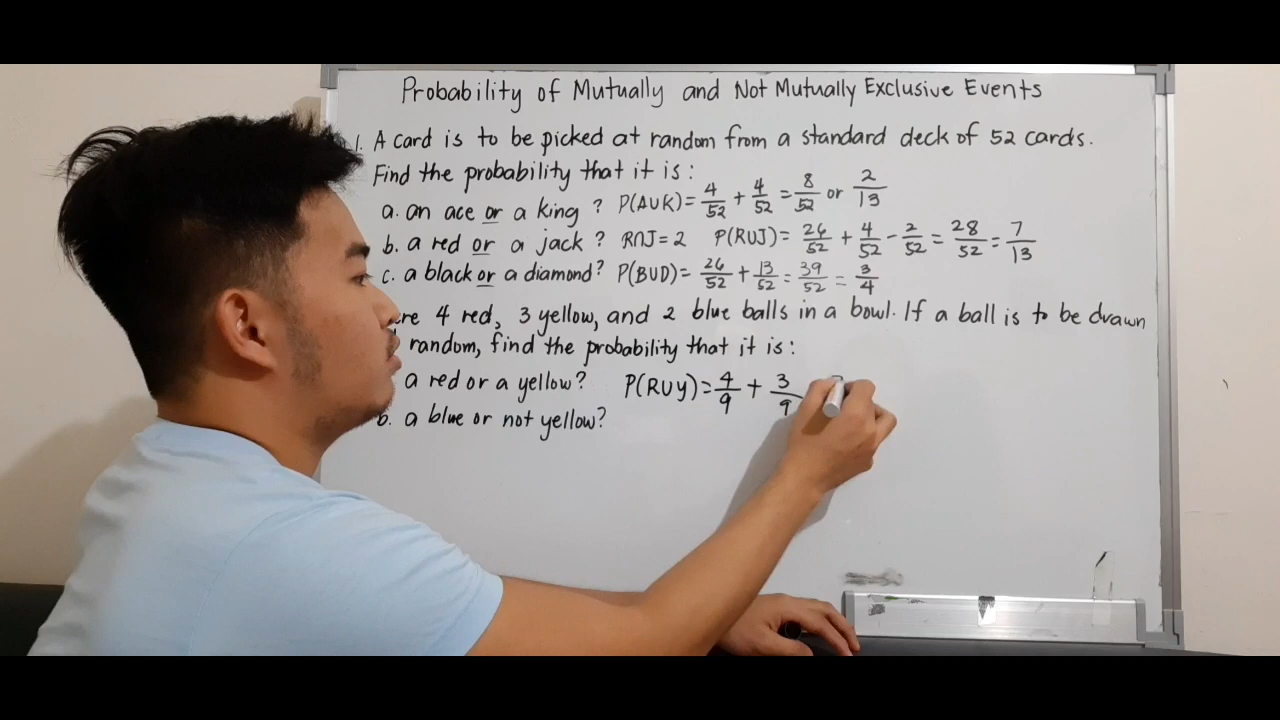 Probability of Mutually and Not Mutually Exclusive Events
1. A card is to be picked at random from a standard deck of 52 cards.
Find the probability that it is:
a. an ace or a king? P(AUK) = 4/52 + 4/52 = 8/52 or 2/13
b. a red or a jack? R∩J = 2 P(RUJ) = 26/52 + 4/52 - 2/52 = 28/52 = 7/13
c. a black or a diamond? P(BUD) = 26/52 + 13/52 = 39/52 = 3/4
4 red, 3 yellow, and 2 blue balls in a bowl. If a ball is to be drawn
random, find the probability that it is:
a red or a yellow? P(RUY) = 4/9 + 3/9
b. a blue or not yellow?